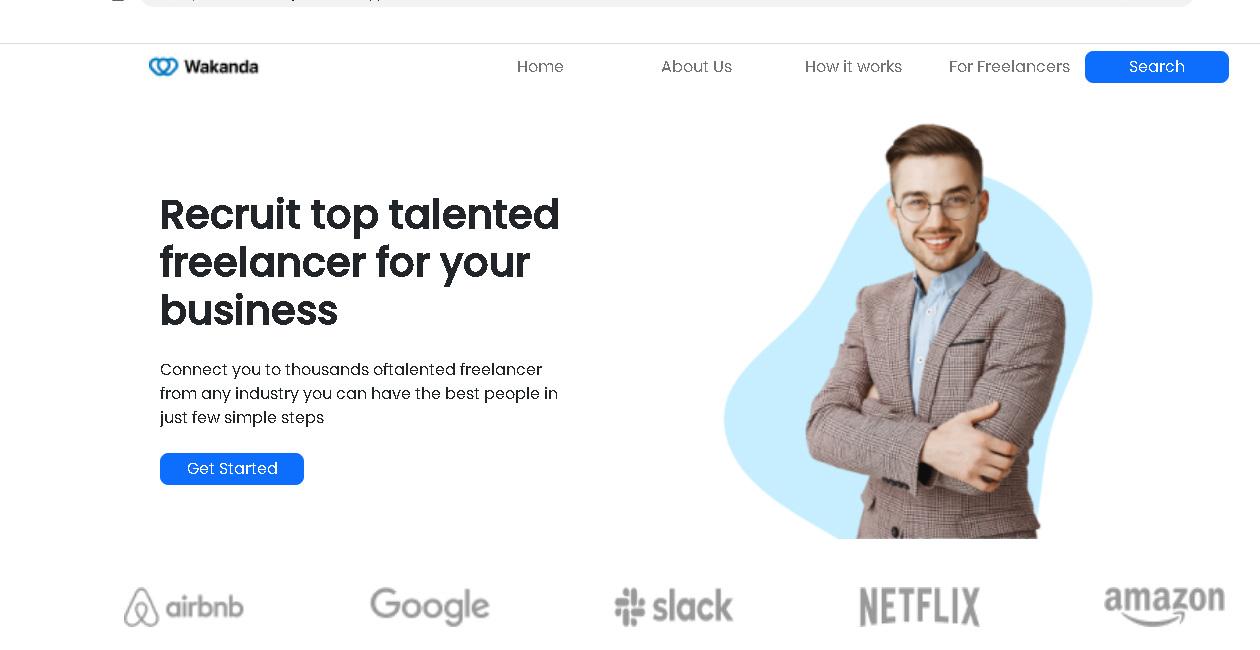 Wakanda
Home
About Us
How it works
For Freelancers
Search
Recruit top talented
freelancer for your
business
Connect you to thousands oftalented freelancer
from any industry you can have the best people in
just few simple steps
Get Started
airbnb
Google
slack
NETFLIX
amazon